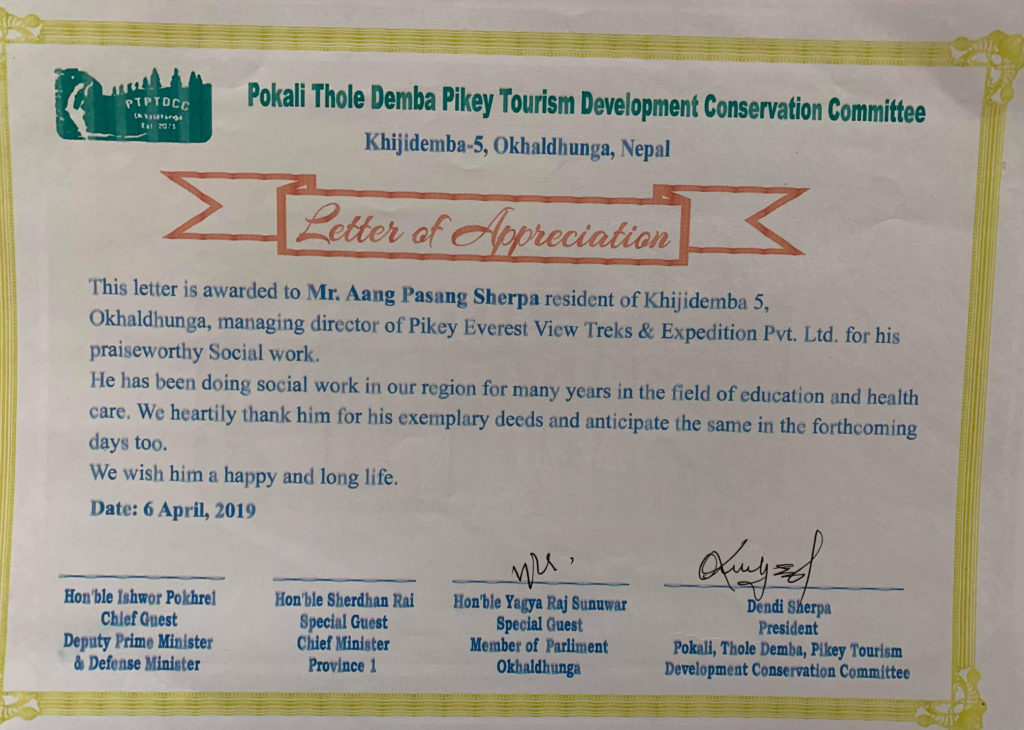 PTPTDCC
Okhaldhunga
Est. 2075
Pokali Thole Demba Pikey Tourism Development Conservation Committee
Khijidemba-5, Okhaldhunga, Nepal
Letter of Appreciation
This letter is awarded to Mr. Aang Pasang Sherpa resident of Khijidemba 5,
Okhaldhunga, managing director of Pikey Everest View Treks & Expedition Pvt. Ltd. for his
praiseworthy Social work.
He has been doing social work in our region for many years in the field of education and health
care. We heartily thank him for his exemplary deeds and anticipate the same in the forthcoming
days too.
We wish him a happy and long life.
Date: 6 April, 2019
Hon'ble Ishwor Pokhrel
Chief Guest
Deputy Prime Minister
& Defense Minister
Hon'ble Sherdhan Rai
Special Guest
Chief Minister
Province 1
Hon'ble Yagya Raj Sunuwar
Special Guest
Member of Parliment
Okhaldhunga
Dendi Sherpa
President
Pokali, Thole Demba, Pikey Tourism
Development Conservation Committee